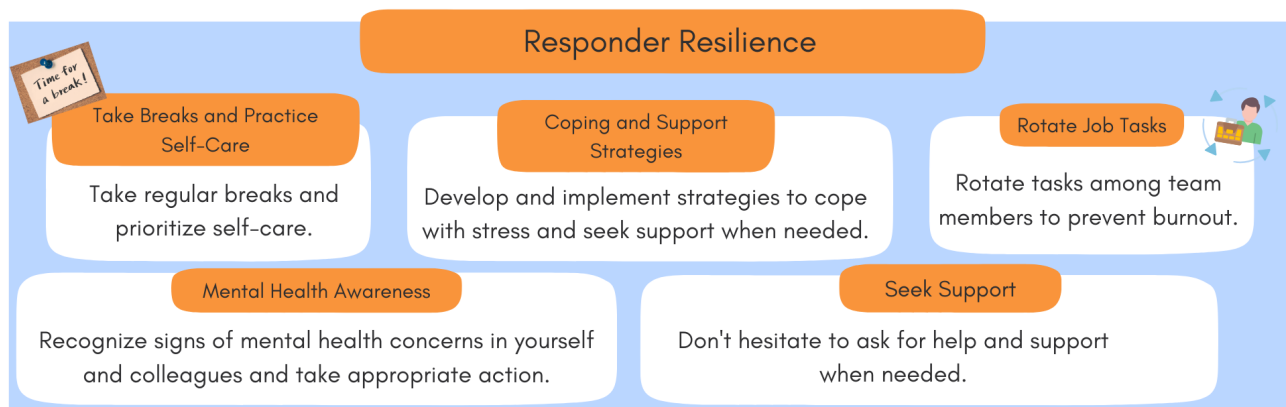 Responder Resilience
Time for
a break!
Take Breaks and Practice
Self-Care
Take regular breaks and
prioritize self-care.
Coping and Support
Strategies
Develop and implement strategies to cope
with stress and seek support when needed.
Rotate Job Tasks
Rotate tasks among team
members to prevent burnout.
Mental Health Awareness
Recognize signs of mental health concerns in yourself
and colleagues and take appropriate action.
Seek Support
Don't hesitate to ask for help and support
when needed.